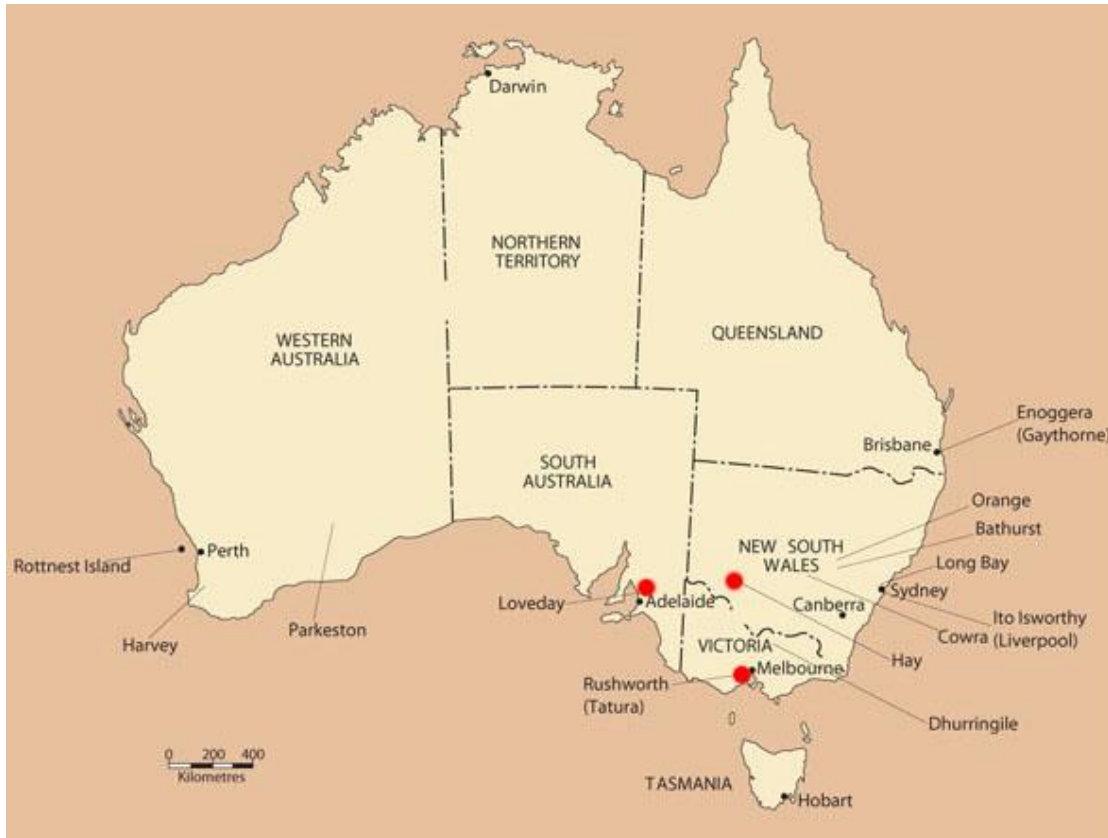 Darwin
NORTHERN
TERRITORY
WESTERN
AUSTRALIA
QUEENSLAND
Enoggera
(Gaythorne)
Brisbane
SOUTH
AUSTRALIA
Orange
Bathurst
NEW SOUTH
WALES
Long Bay
Perth
Rottnest Island
Sydney
Loveday
Adelaide
Canberra
Ito Isworthy
(Liverpool)
Parkeston
Harvey
Cowra
VICTORIA
Hay
Melbourne
Rushworth
(Tatura)
Dhurringile
0 200 400
Kilometres
TASMANIA
Hobart